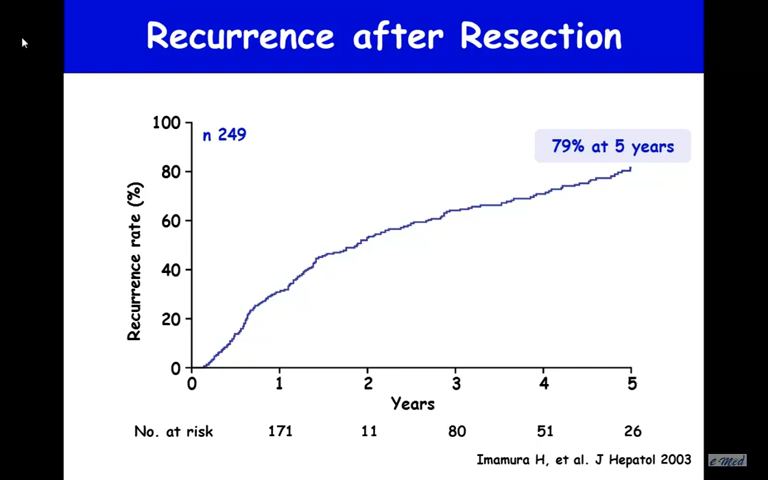 Recurrence after Resection
n 249
79% at 5 years
Recurrence rate (%)
100
80
60
40
20
0
0 1 2 3 4 5
Years
No. at risk 171 11 80 51 26
Imamura H, et al. J Hepatol 2003
e-Med